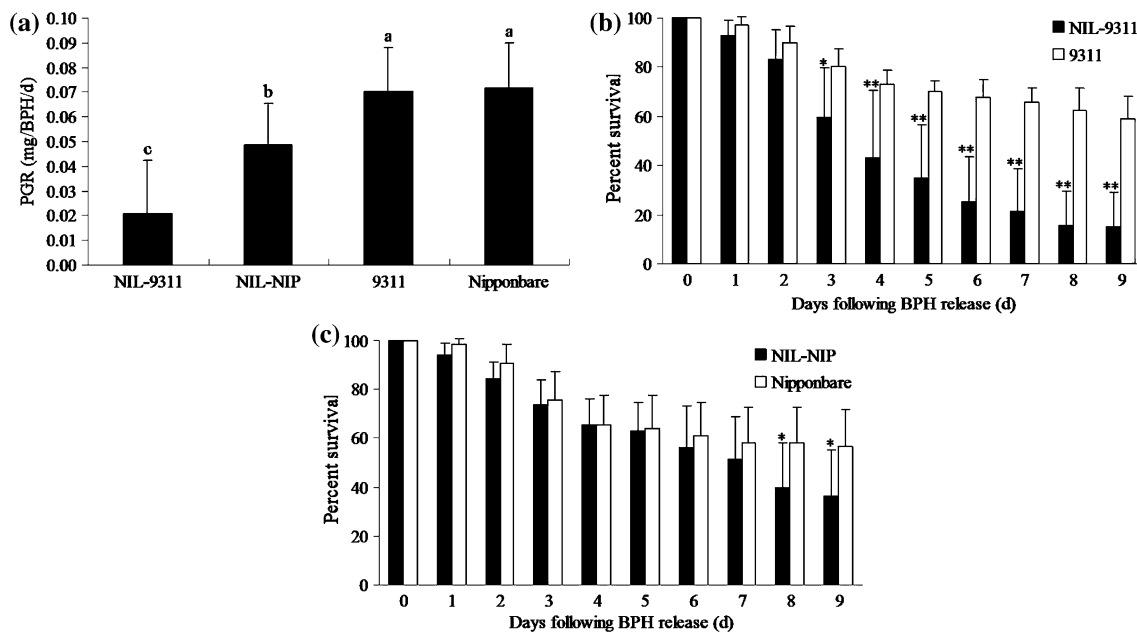 (a)
PGR (mg/BPH/d)
0.10
0.09
0.08
0.07
0.06
0.05
0.04
0.03
0.02
0.01
0.00
c
b
a
a
NIL-9311 NIL-NIP 9311 Nipponbare
(b)
Percent survival
100
80
60
40
20
0
NIL-9311
9311
* ** ** ** ** ** **
0 1 2 3 4 5 6 7 8 9
Days following BPH release (d)
(c)
Percent survival
100
80
60
40
20
0
NIL-NIP
Nipponbare
* *
0 1 2 3 4 5 6 7 8 9
Days following BPH release (d)